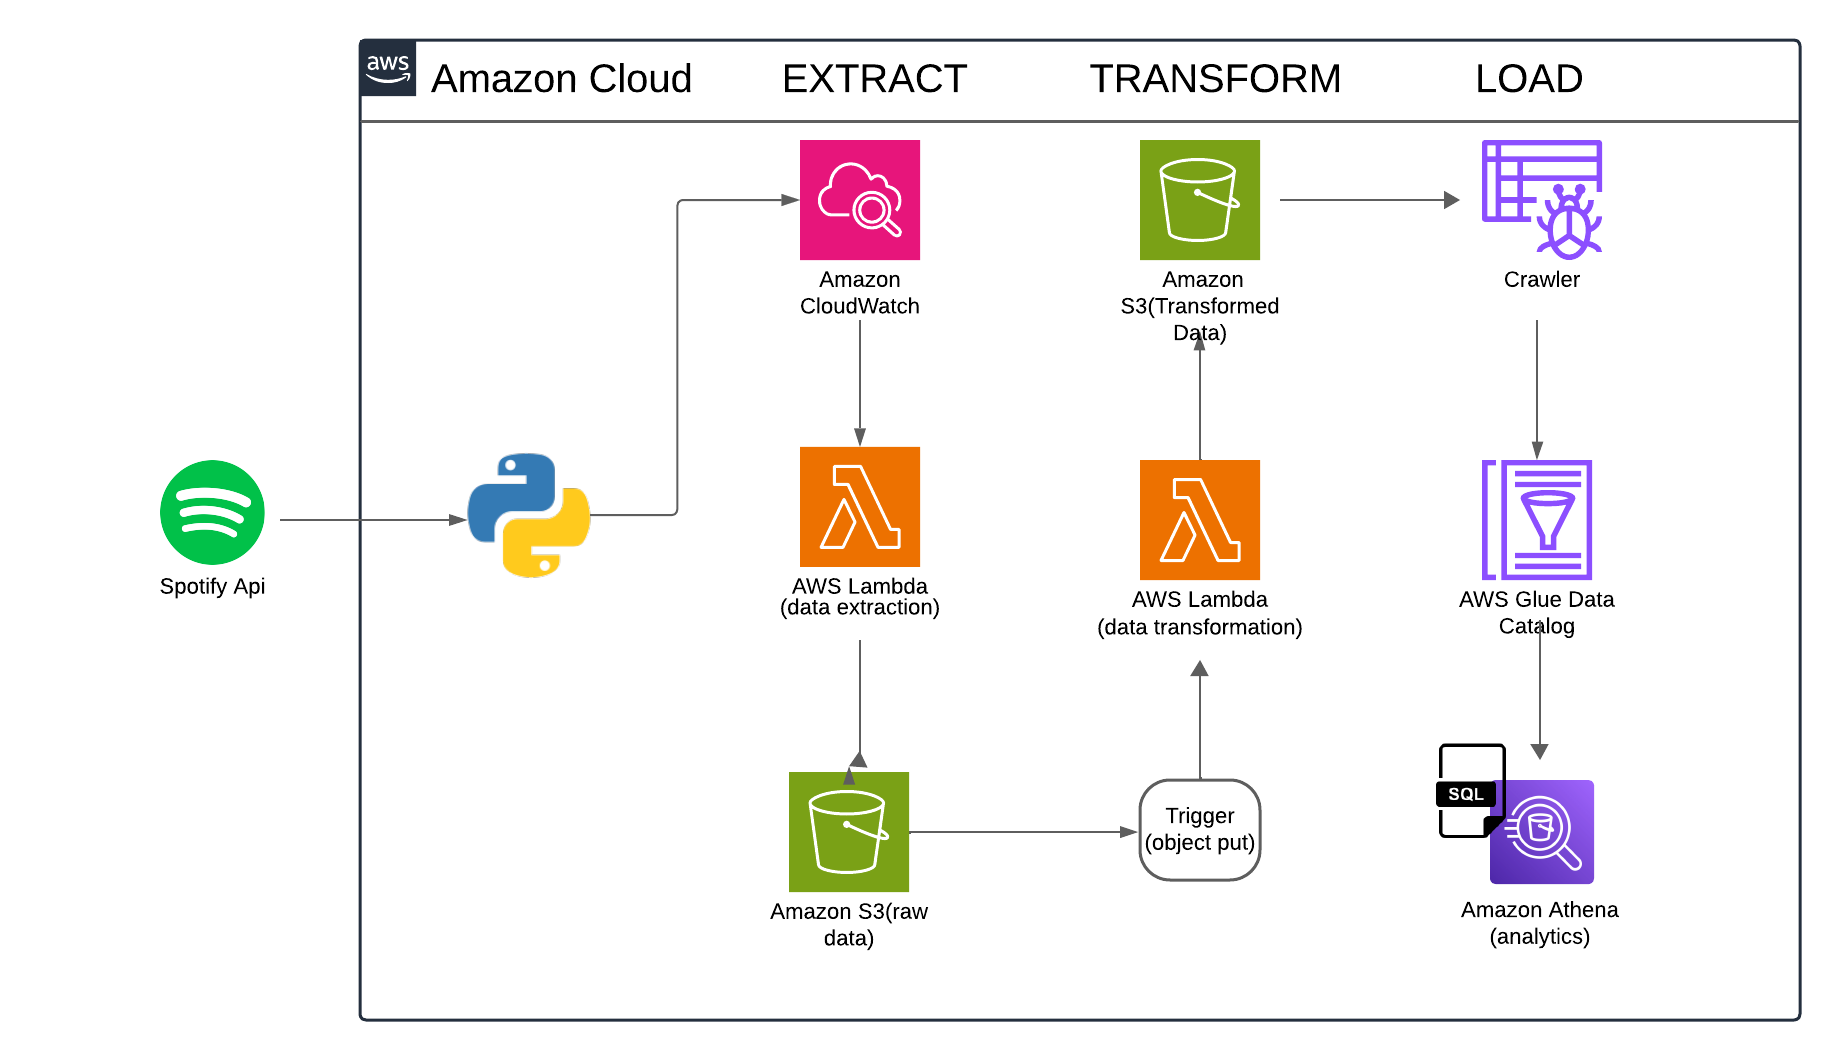 aws
Amazon Cloud
EXTRACT
TRANSFORM
LOAD
Amazon
CloudWatch
Amazon
S3(Transformed
Data)
Crawler
Spotify Api
AWS Lambda
(data extraction)
AWS Lambda
(data transformation)
AWS Glue Data
Catalog
Amazon S3(raw
data)
Trigger
(object put)
SQL
Amazon Athena
(analytics)